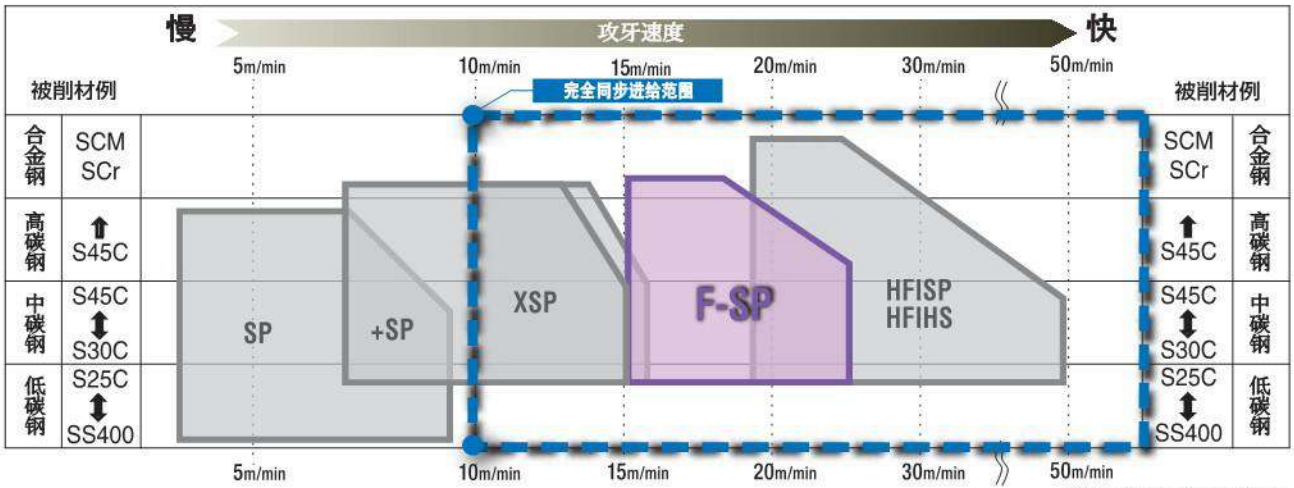 慢 攻牙速度 快
5m/min 10m/min 15m/min 20m/min 30m/min 50m/min
被削材例 完全同步进给范围 被削材例
合金钢 SCM SCr SCM SCr 合金钢
高碳钢 ⬆ S45C ⬆ S45C 高碳钢
中碳钢 S45C ⬍ S30C S45C ⬍ S30C 中碳钢
低碳钢 S25C ⬍ SS400 S25C ⬍ SS400 低碳钢
SP +SP XSP F-SP HFISP HFIHS
5m/min 10m/min 15m/min 20m/min 30m/min 50m/min